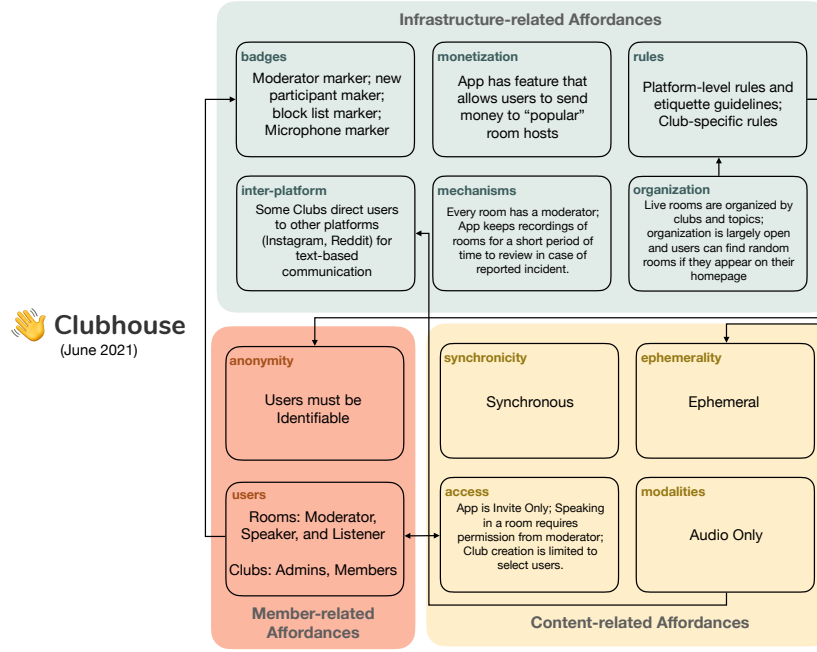 Infrastructure-related Affordances
badges
Moderator marker; new
participant maker;
block list marker;
Microphone marker
monetization
App has feature that
allows users to send
money to “popular”
room hosts
rules
Platform-level rules and
etiquette guidelines;
Club-specific rules
inter-platform
Some Clubs direct users
to other platforms
(Instagram, Reddit) for
text-based
communication
mechanisms
Every room has a moderator;
App keeps recordings of
rooms for a short period of
time to review in case of
reported incident.
organization
Live rooms are organized by
clubs and topics;
organization is largely open
and users can find random
rooms if they appear on their
homepage
Clubhouse
(June 2021)
anonymity
Users must be
Identifiable
synchronicity
Synchronous
ephemerality
Ephemeral
users
Rooms: Moderator,
Speaker, and Listener
Clubs: Admins, Members
access
App is Invite Only; Speaking
in a room requires
permission from moderator;
Club creation is limited to
select users.
modalities
Audio Only
Member-related
Affordances
Content-related Affordances